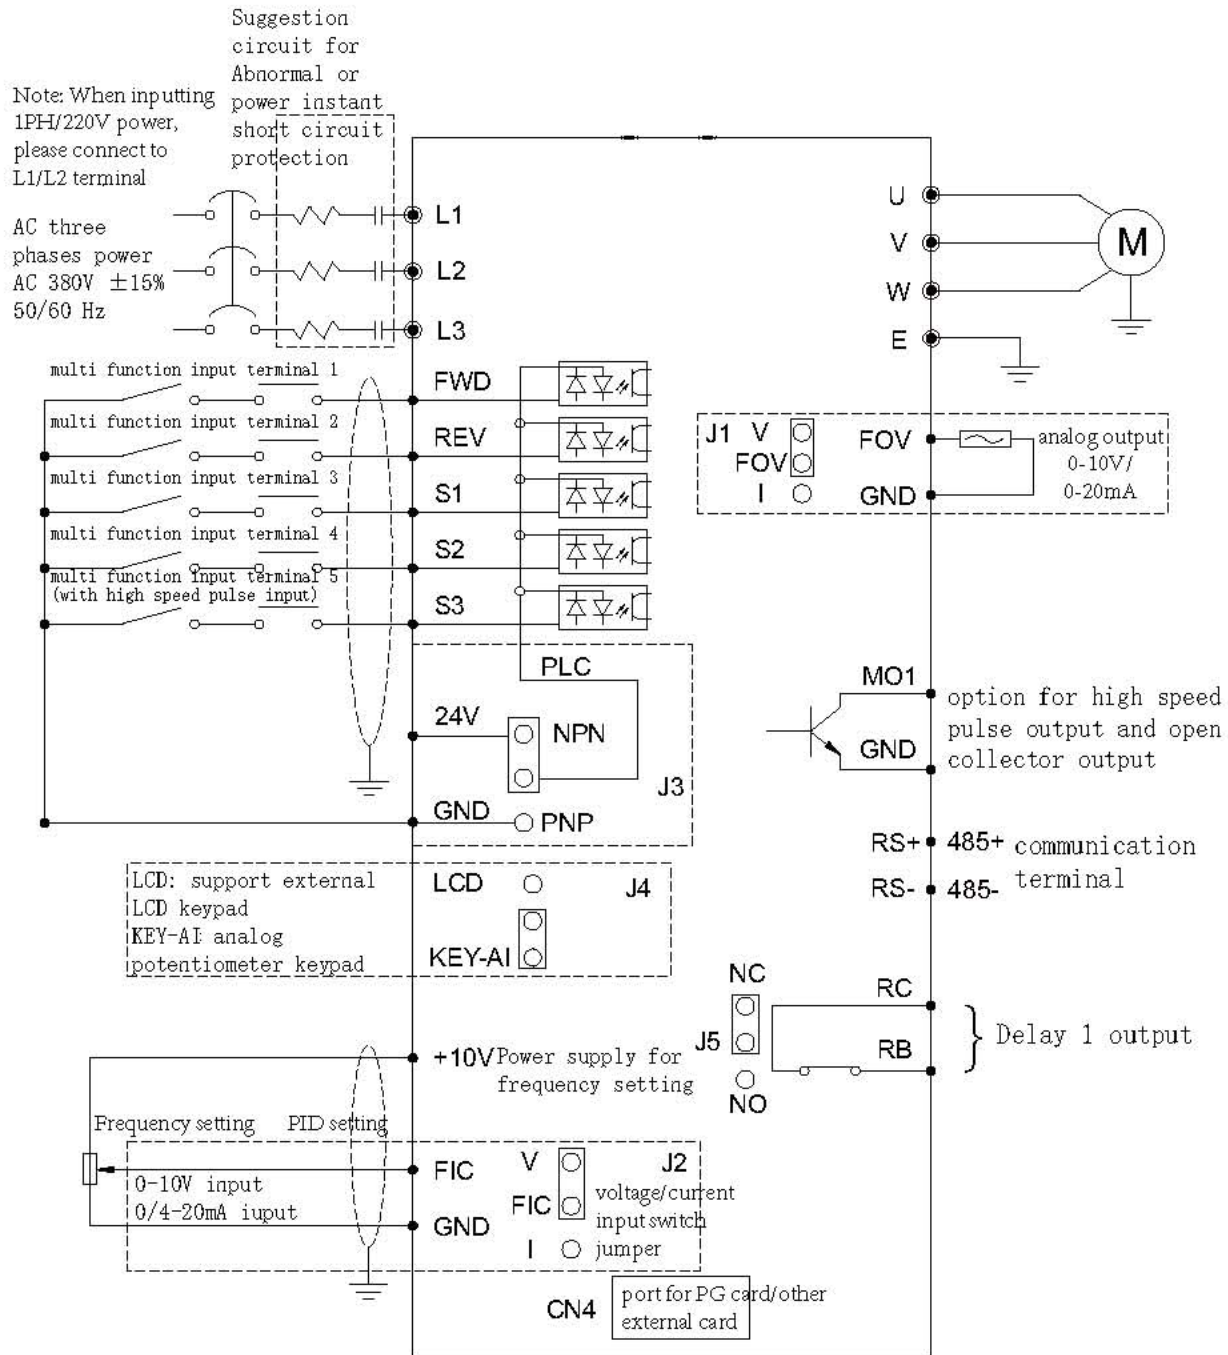 Suggestion
circuit for
Abnormal or
power instant
short circuit
protection
Note: When inputting
1PH/220V power,
please connect to
L1/L2 terminal
AC three
phases power
AC 380V ±15%
50/60 Hz
L1
L2
L3
U
V
W
E
M
multi function input terminal 1
FWD
multi function input terminal 2
REV
multi function input terminal 3
S1
multi function input terminal 4
S2
multi function input terminal 5
(with high speed pulse input)
S3
J1
V
FOV
I
FOV
GND
analog output
0-10V/
0-20mA
PLC
24V
NPN
J3
GND
PNP
MO1
GND
option for high speed
pulse output and open
collector output
RS+
485+
RS-
485-
communication
terminal
LCD: support external
LCD keypad
KEY-AI: analog
potentiometer keypad
LCD
J4
KEY-AI
NC
J5
NO
RC
RB
Delay 1 output
+10V
Power supply for
frequency setting
Frequency setting
PID setting
0-10V input
0/4-20mA iuput
FIC
GND
V
FIC
I
J2
voltage/current
input switch
jumper
CN4
port for PG card/other
external card